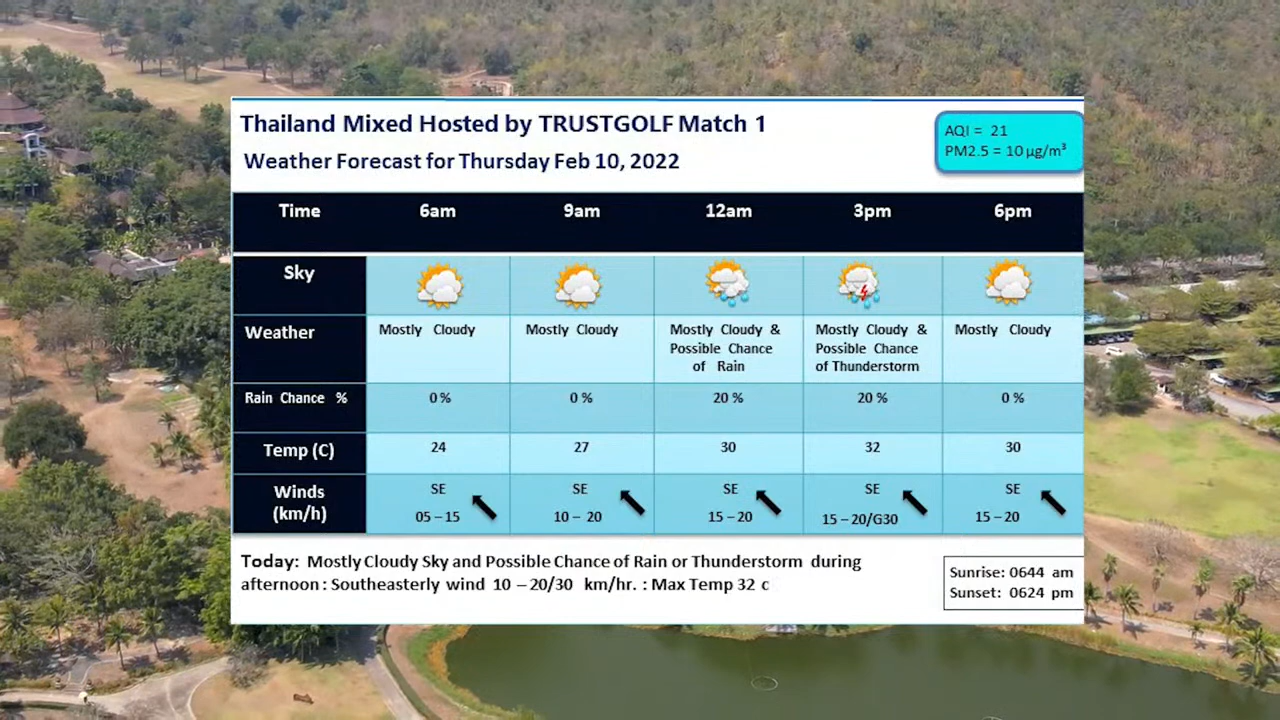 Thailand Mixed Hosted by TRUSTGOLF Match 1
Weather Forecast for Thursday Feb 10, 2022
AQI = 21
PM2.5 = 10 µg/m³
Time 6am 9am 12am 3pm 6pm
Sky
Weather Mostly Cloudy Mostly Cloudy Mostly Cloudy & Mostly Cloudy & Mostly Cloudy
Possible Chance Possible Chance
of Rain of Thunderstorm
Rain Chance % 0 % 0 % 20 % 20 % 0 %
Temp (C) 24 27 30 32 30
Winds SE SE SE SE SE
(km/h) 05 – 15 10 – 20 15 – 20 15 – 20/G30 15 – 20
Today: Mostly Cloudy Sky and Possible Chance of Rain or Thunderstorm during
afternoon : Southeasterly wind 10 – 20/30 km/hr. : Max Temp 32 c
Sunrise: 0644 am
Sunset: 0624 pm